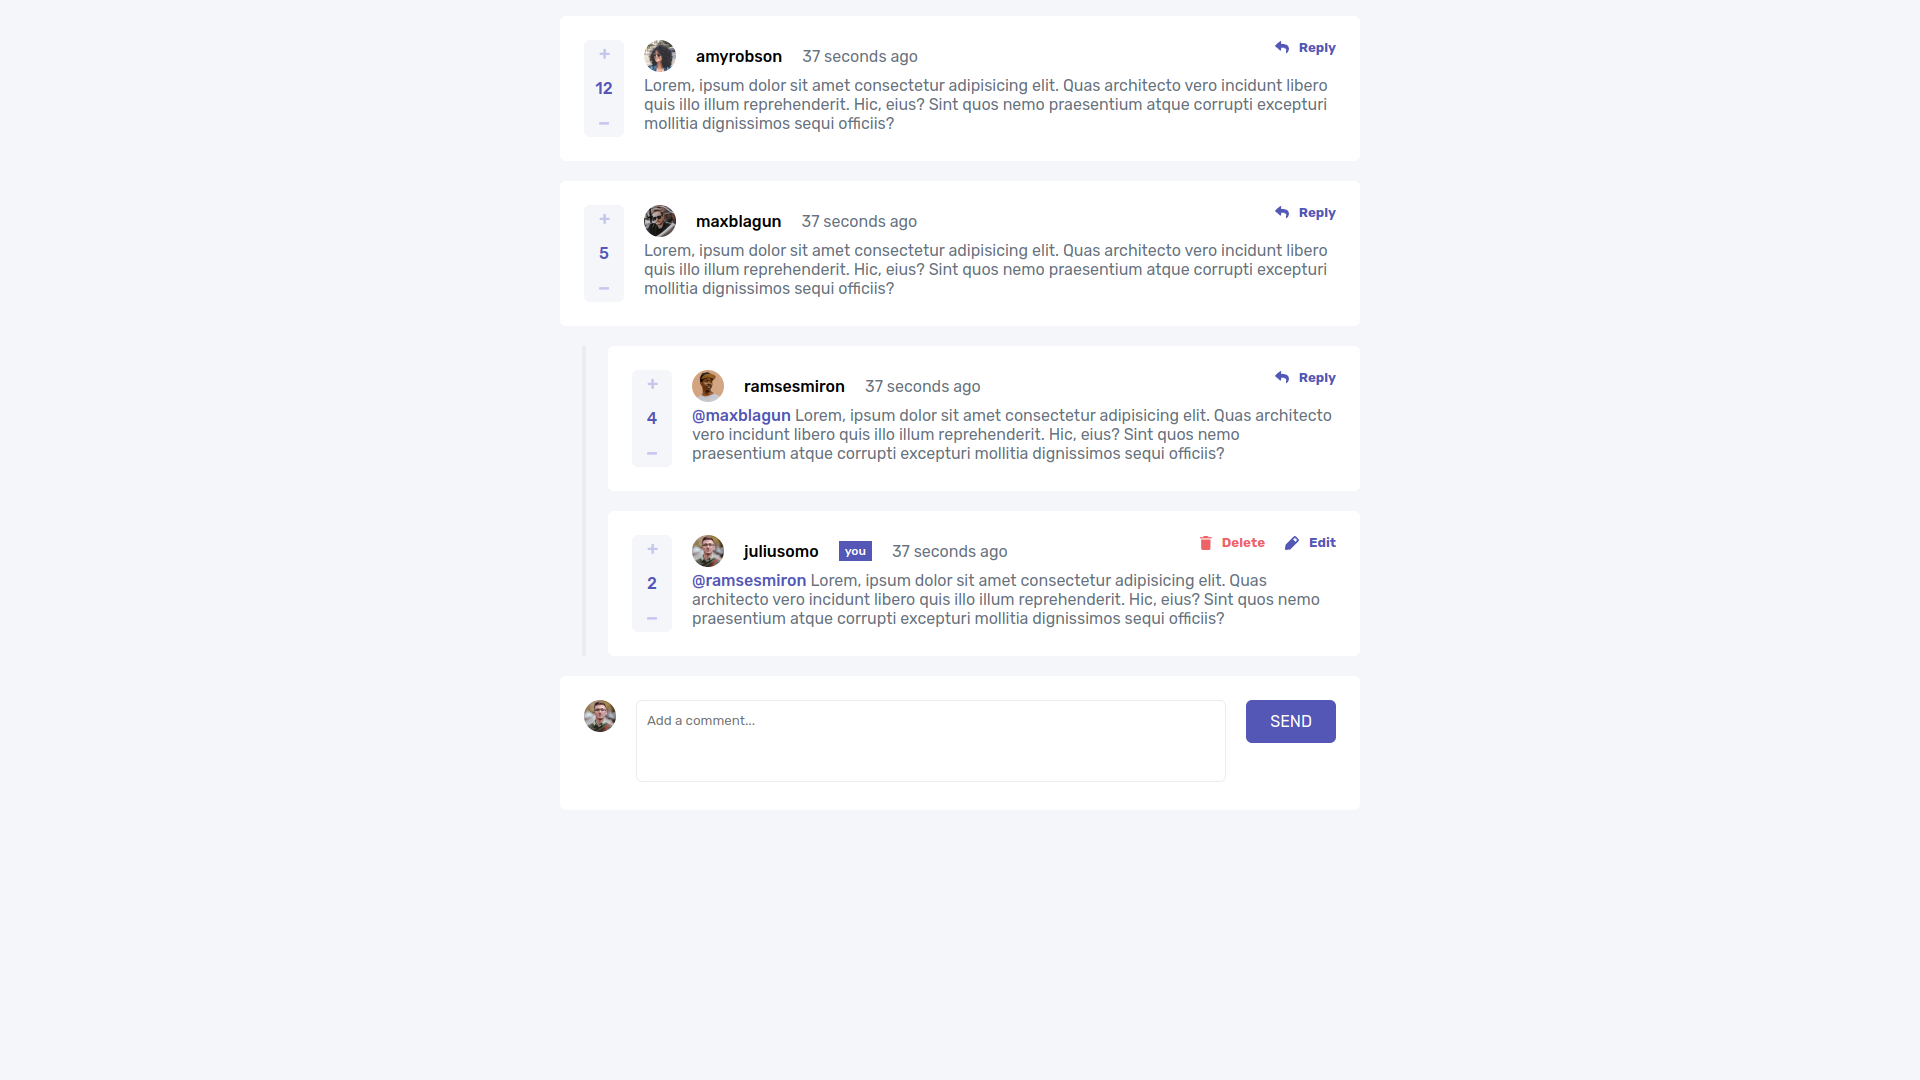 +
12
–
amyrobson 37 seconds ago
Reply
Lorem, ipsum dolor sit amet consectetur adipisicing elit. Quas architecto vero incidunt libero
quis illo illum reprehenderit. Hic, eius? Sint quos nemo praesentium atque corrupti excepturi
mollitia dignissimos sequi officiis?
+
5
–
maxblagun 37 seconds ago
Reply
Lorem, ipsum dolor sit amet consectetur adipisicing elit. Quas architecto vero incidunt libero
quis illo illum reprehenderit. Hic, eius? Sint quos nemo praesentium atque corrupti excepturi
mollitia dignissimos sequi officiis?
+
4
–
ramsesmiron 37 seconds ago
Reply
@maxblagun Lorem, ipsum dolor sit amet consectetur adipisicing elit. Quas architecto
vero incidunt libero quis illo illum reprehenderit. Hic, eius? Sint quos nemo
praesentium atque corrupti excepturi mollitia dignissimos sequi officiis?
+
2
–
juliusomo you 37 seconds ago
Delete Edit
@ramsesmiron Lorem, ipsum dolor sit amet consectetur adipisicing elit. Quas
architecto vero incidunt libero quis illo illum reprehenderit. Hic, eius? Sint quos nemo
praesentium atque corrupti excepturi mollitia dignissimos sequi officiis?
Add a comment...
SEND